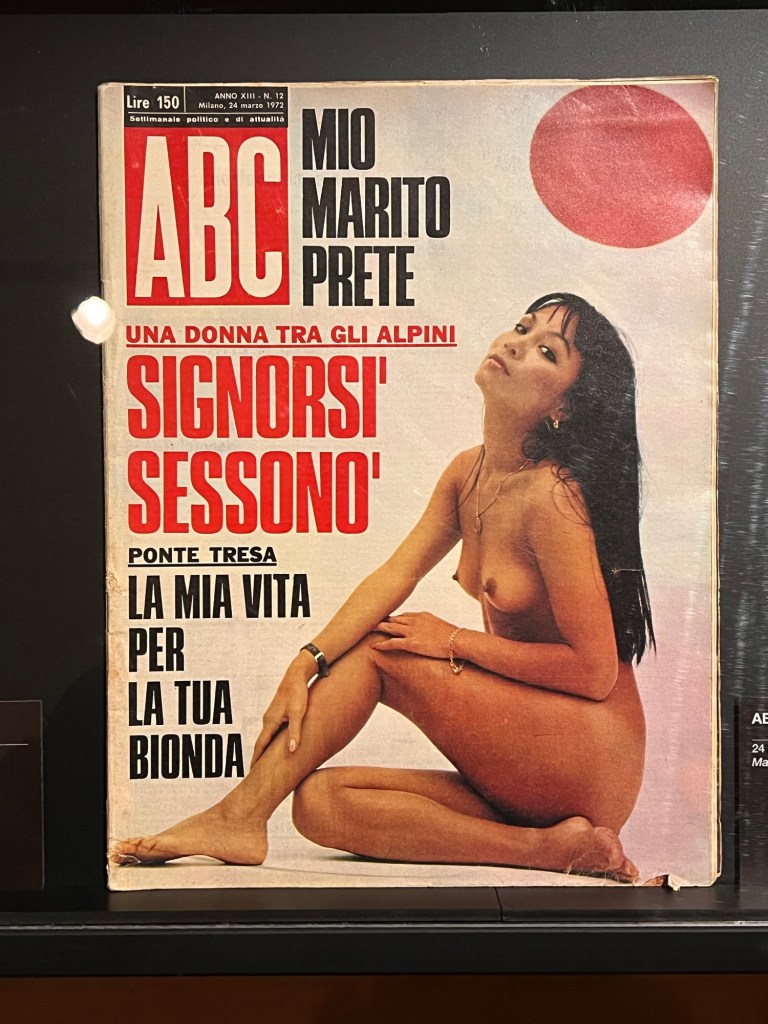 Lire 150
ANNO XIII - N. 12
Milano, 24 marzo 1972
Settimanale politico e di attualità
ABC
MIO
MARITO
PRETE
UNA DONNA TRA GLI ALPINI
SIGNORSI'
SESSONO'
PONTE TRESA
LA MIA VITA
PER
LA TUA
BIONDA
24